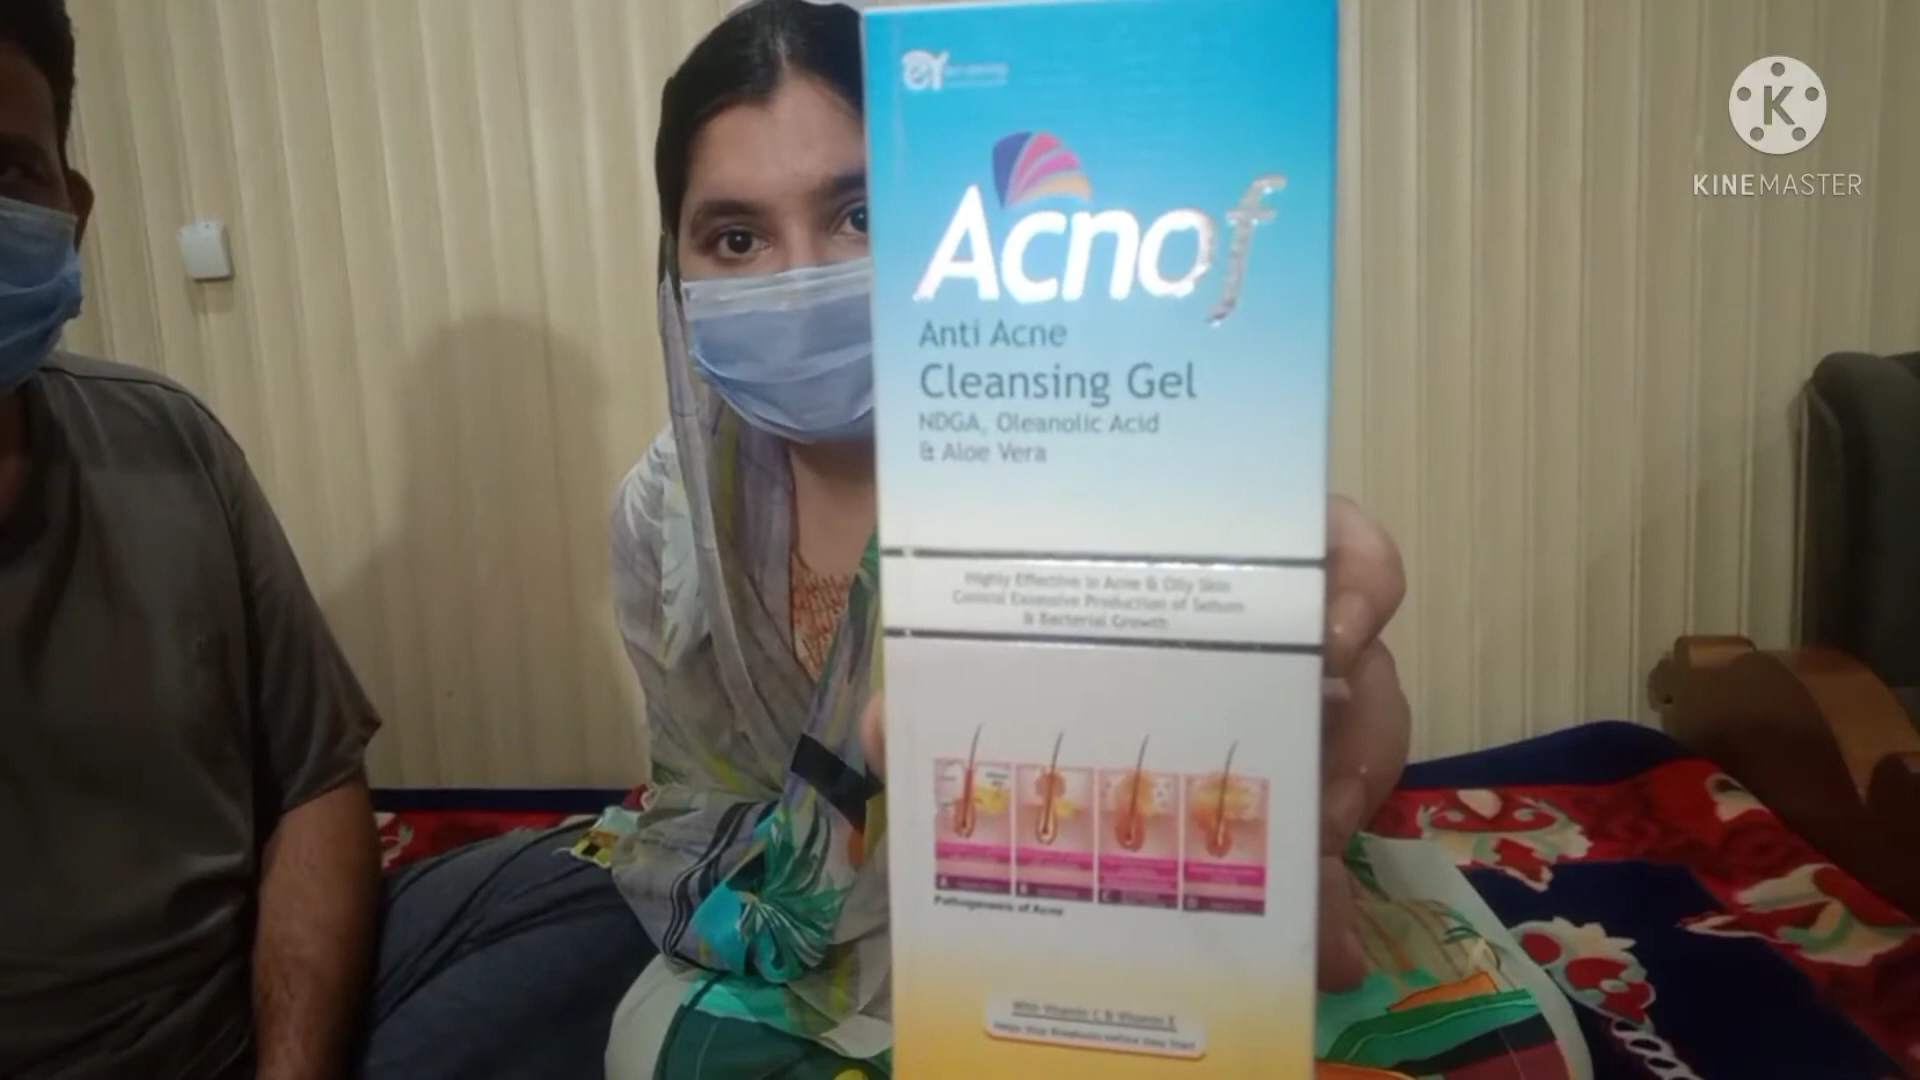 Acnof
Anti Acne
Cleansing Gel
NDGA, Oleanolic Acid
& Aloe Vera
Highly Effective in Acne & Oily Skin
Control Excessive Production of Sebum
& Bacterial Growth
Pathogenesis of Acne
With Vitamin C & Vitamin E
K
KINEMASTER